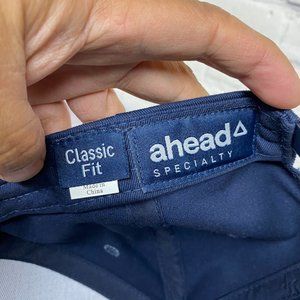 Classic
Fit
Made in
China
ahead
SPECIALTY